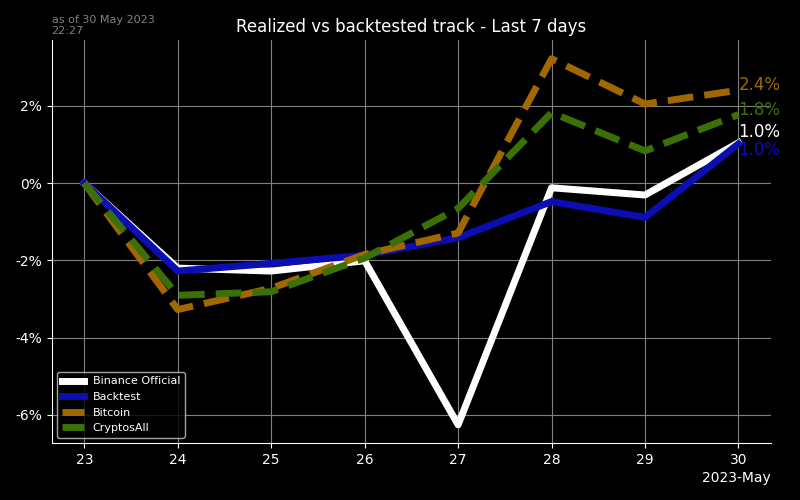 as of 30 May 2023
22:27
Realized vs backtested track - Last 7 days
2%
0%
-2%
-4%
-6%
2.4%
1.8%
1.0%
1.0%
Binance Official
Backtest
Bitcoin
CryptosAll
23 24 25 26 27 28 29 30
2023-May